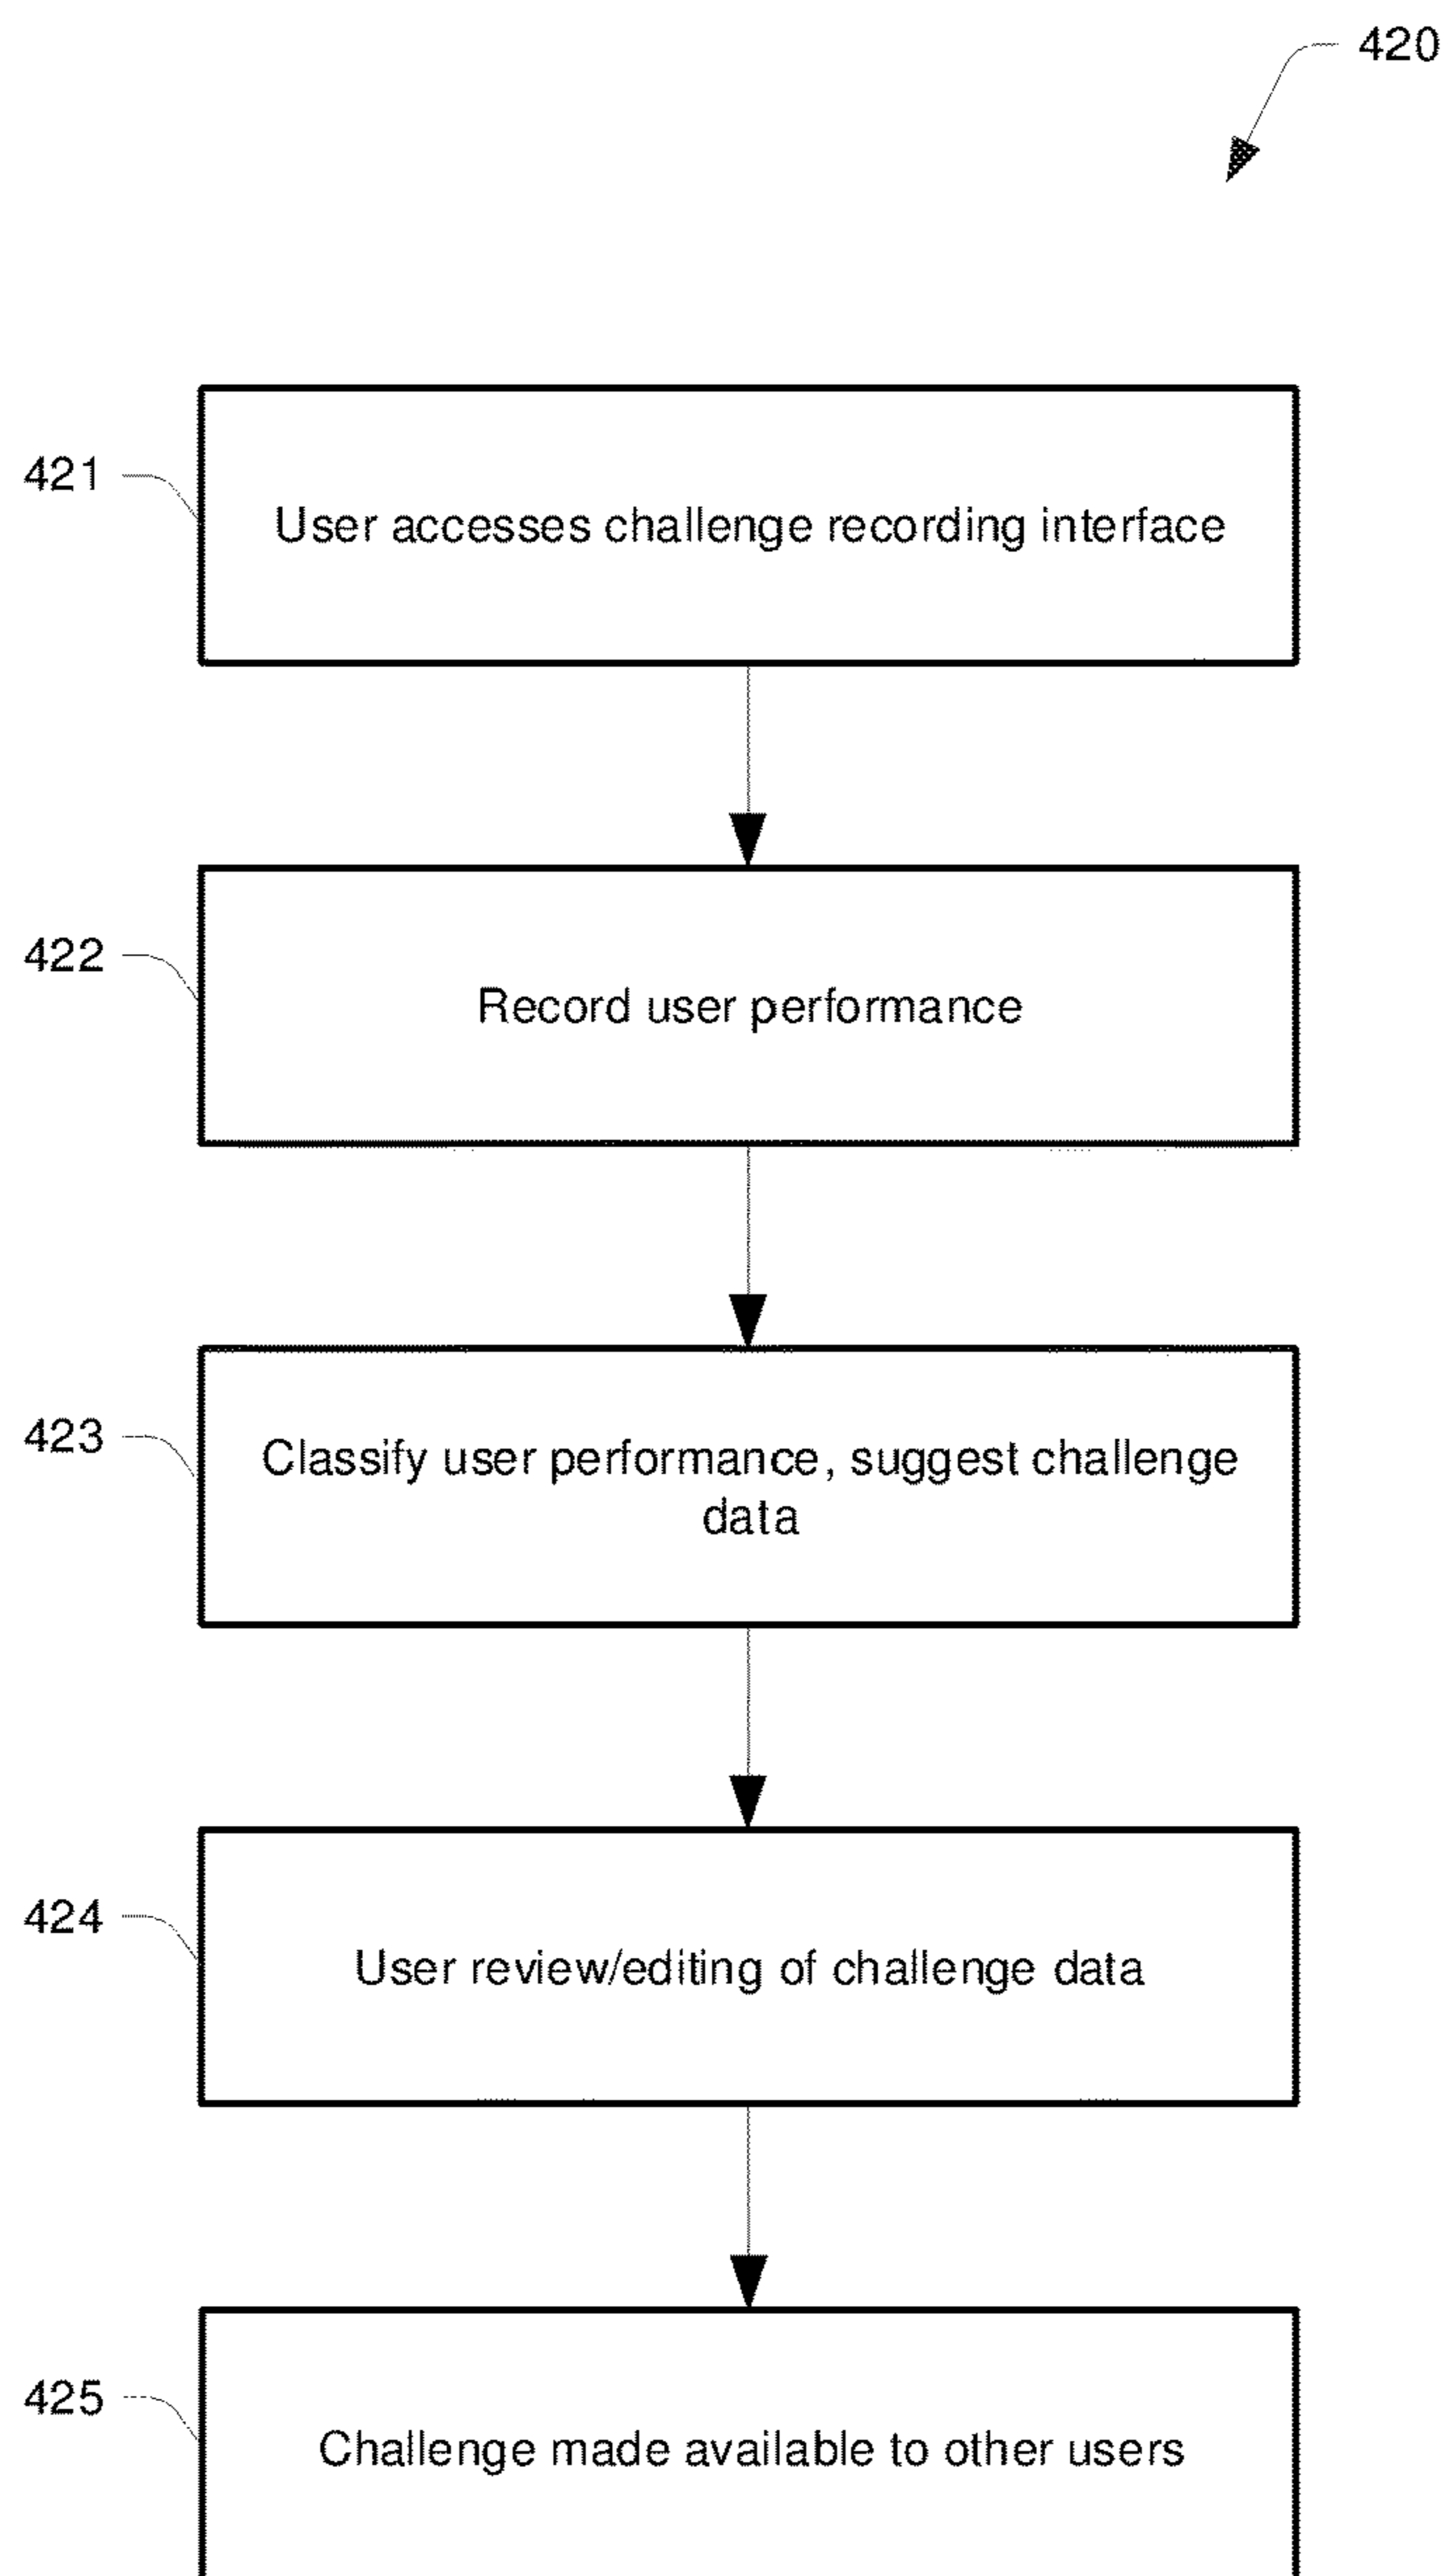 420
421
User accesses challenge recording interface
422
Record user performance
423
Classify user performance, suggest challenge
data
424
User review/editing of challenge data
425
Challenge made available to other users